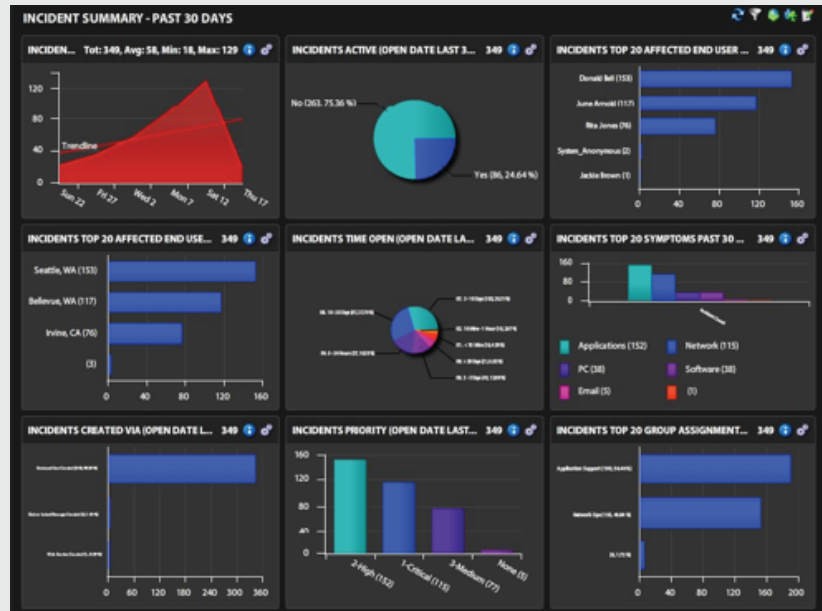 INCIDENT SUMMARY - PAST 30 DAYS
INCIDEN... Tot: 349, Avg: 58, Min: 18, Max: 129
120
80
40
0
Trendline
Sun 22
Fri 27
Wed 2
Mon 7
Sat 12
Thu 17
INCIDENTS ACTIVE (OPEN DATE LAST 3... 349
No (263, 75.36 %)
Yes (86, 24.64 %)
INCIDENTS TOP 20 AFFECTED END USER ... 349
Donald Bell (153)
June Arnold (117)
Rita Jones (76)
System_Anonymous (2)
Jackie Brown (1)
0 40 80 120 160
INCIDENTS TOP 20 AFFECTED END USE... 349
Seattle, WA (153)
Bellevue, WA (117)
Irvine, CA (76)
(3)
0 40 80 120 160
INCIDENTS TIME OPEN (OPEN DATE LA... 349
INCIDENTS TOP 20 SYMPTOMS PAST 30 ... 349
160
80
0
Applications (152) Network (115)
PC (38) Software (38)
Email (5) (1)
INCIDENTS CREATED VIA (OPEN DATE L... 349
0 60 120 180 240 300 360
INCIDENTS PRIORITY (OPEN DATE LAST... 349
160
120
80
40
0
2-High (152)
1-Critical (115)
3-Medium (77)
None (5)
INCIDENTS TOP 20 GROUP ASSIGNMENT... 349
0 40 80 120 160 200